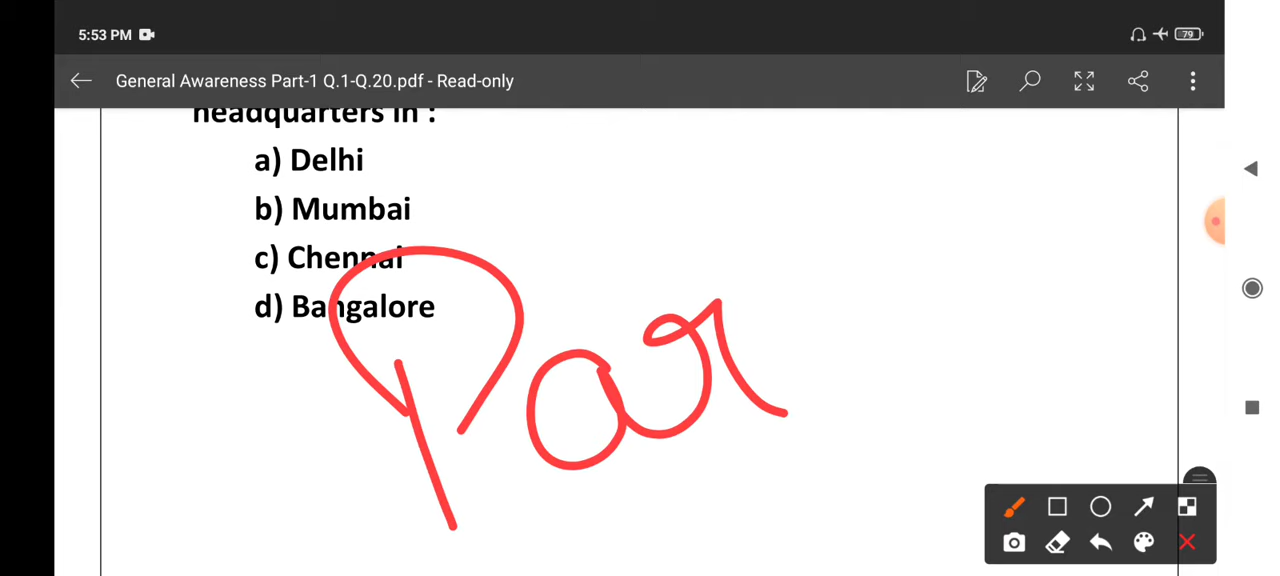 5:53 PM
79
General Awareness Part-1 Q.1-Q.20.pdf - Read-only
headquarters in :
a) Delhi
b) Mumbai
c) Chennai
d) Bangalore
Par